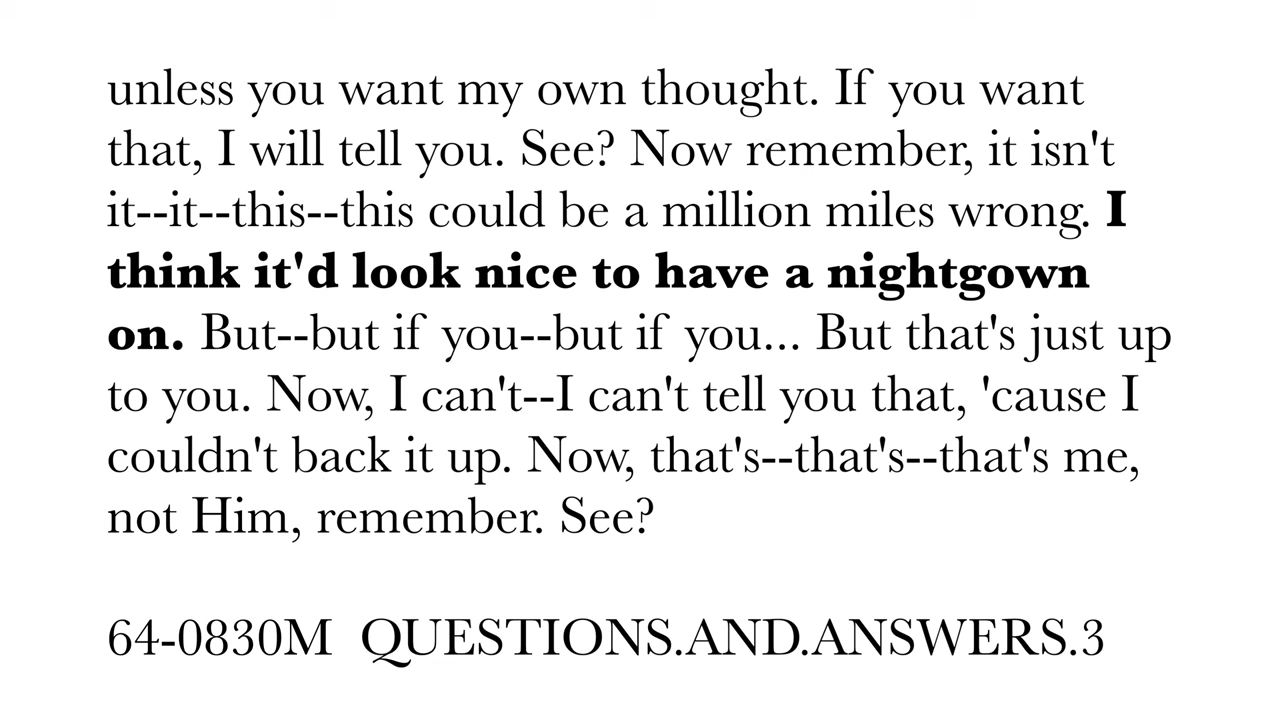 unless you want my own thought. If you want
that, I will tell you. See? Now remember, it isn't
it--it--this--this could be a million miles wrong. I
think it'd look nice to have a nightgown
on. But--but if you--but if you... But that's just up
to you. Now, I can't--I can't tell you that, 'cause I
couldn't back it up. Now, that's--that's--that's me,
not Him, remember. See?
64-0830M QUESTIONS.AND.ANSWERS.3